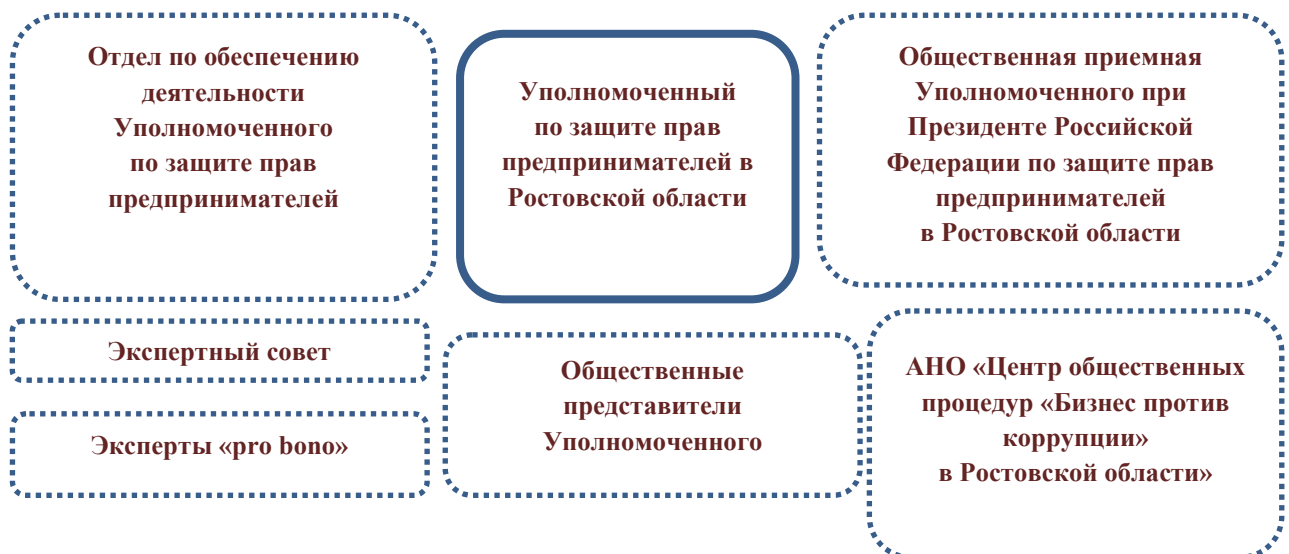 Отдел по обеспечению
деятельности
Уполномоченного
по защите прав
предпринимателей
Уполномоченный
по защите прав
предпринимателей в
Ростовской области
Общественная приемная
Уполномоченного при
Президенте Российской
Федерации по защите прав
предпринимателей
в Ростовской области
Экспертный совет
Эксперты «pro bono»
Общественные
представители
Уполномоченного
АНО «Центр общественных
процедур «Бизнес против
коррупции»
в Ростовской области»